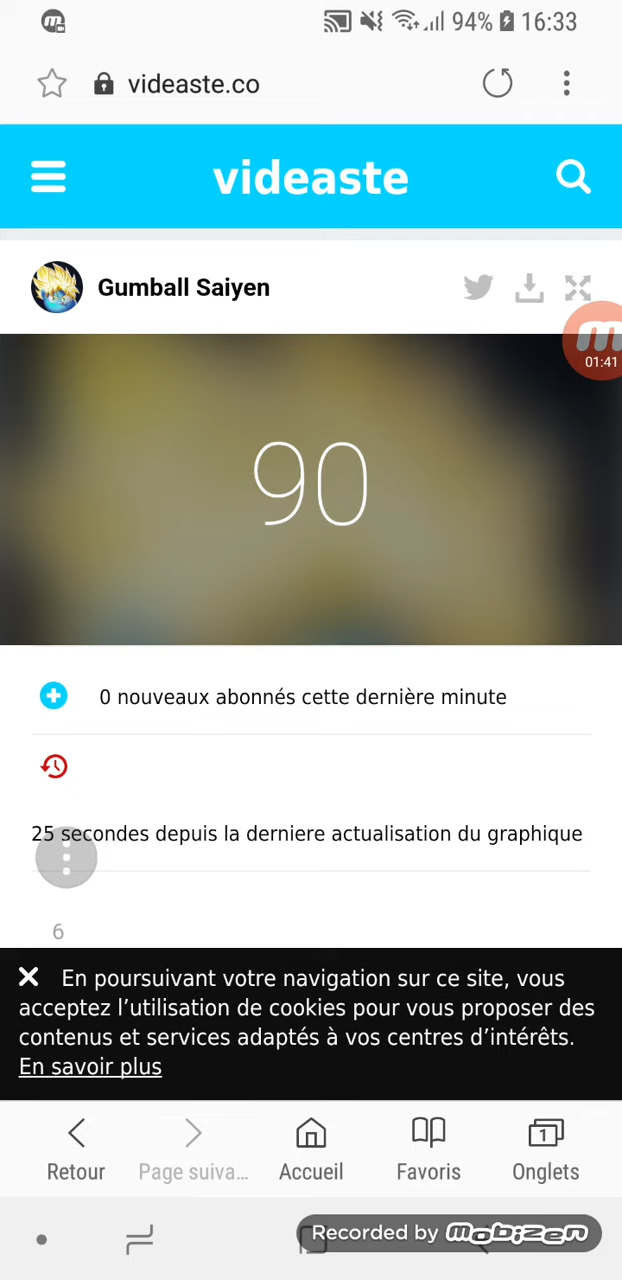 94% 16:33
videaste.co
videaste
Gumball Saiyen
01:41
90
0 nouveaux abonnés cette dernière minute
25 secondes depuis la derniere actualisation du graphique
6
En poursuivant votre navigation sur ce site, vous
acceptez l’utilisation de cookies pour vous proposer des
contenus et services adaptés à vos centres d’intérêts.
En savoir plus
1
Retour Page suiva... Accueil Favoris Onglets
Recorded by mobizen